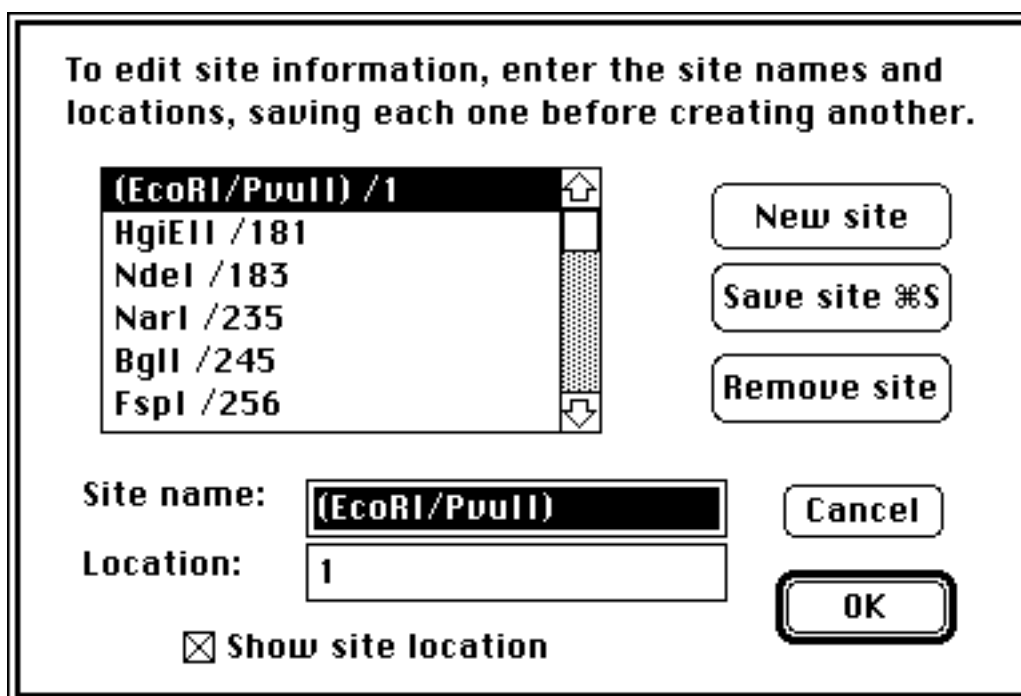 To edit site information, enter the site names and
locations, saving each one before creating another.
(EcoRI/PvuII) /1
HgiEII /181
NdeI /183
NarI /235
BglI /245
FspI /256
New site
Save site ⌘S
Remove site
Site name:
(EcoRI/PvuII)
Location:
1
Show site location
Cancel
OK